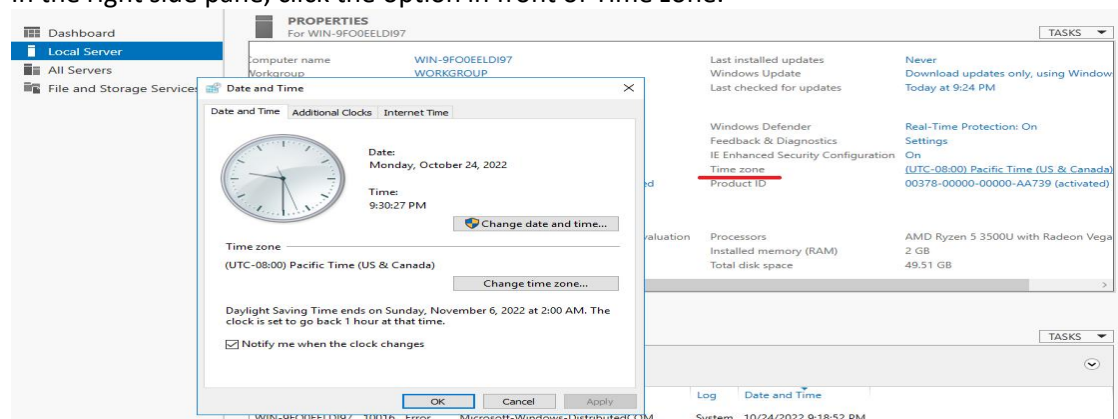 In the right side pane, click the option in front of Time zone.
Dashboard
Local Server
All Servers
File and Storage Services
PROPERTIES
For WIN-9FO0EELDI97
TASKS
Computer name WIN-9FO0EELDI97
Workgroup WORKGROUP
Last installed updates Never
Windows Update Download updates only, using Window
Last checked for updates Today at 9:24 PM
Windows Defender Real-Time Protection: On
Feedback & Diagnostics Settings
IE Enhanced Security Configuration On
Time zone (UTC-08:00) Pacific Time (US & Canada)
Product ID 00378-00000-00000-AA739 (activated)
Processors AMD Ryzen 5 3500U with Radeon Vega
Installed memory (RAM) 2 GB
Total disk space 49.51 GB
Date and Time
Date and Time Additional Clocks Internet Time
Date:
Monday, October 24, 2022
Time:
9:30:27 PM
Change date and time...
Time zone
(UTC-08:00) Pacific Time (US & Canada)
Change time zone...
Daylight Saving Time ends on Sunday, November 6, 2022 at 2:00 AM. The
clock is set to go back 1 hour at that time.
Notify me when the clock changes
OK Cancel Apply
TASKS
Log Date and Time
WIN-9FO0EELDI97 10016 Error Microsoft-Windows-DistributedCOM System 10/24/2022 9:18:52 PM